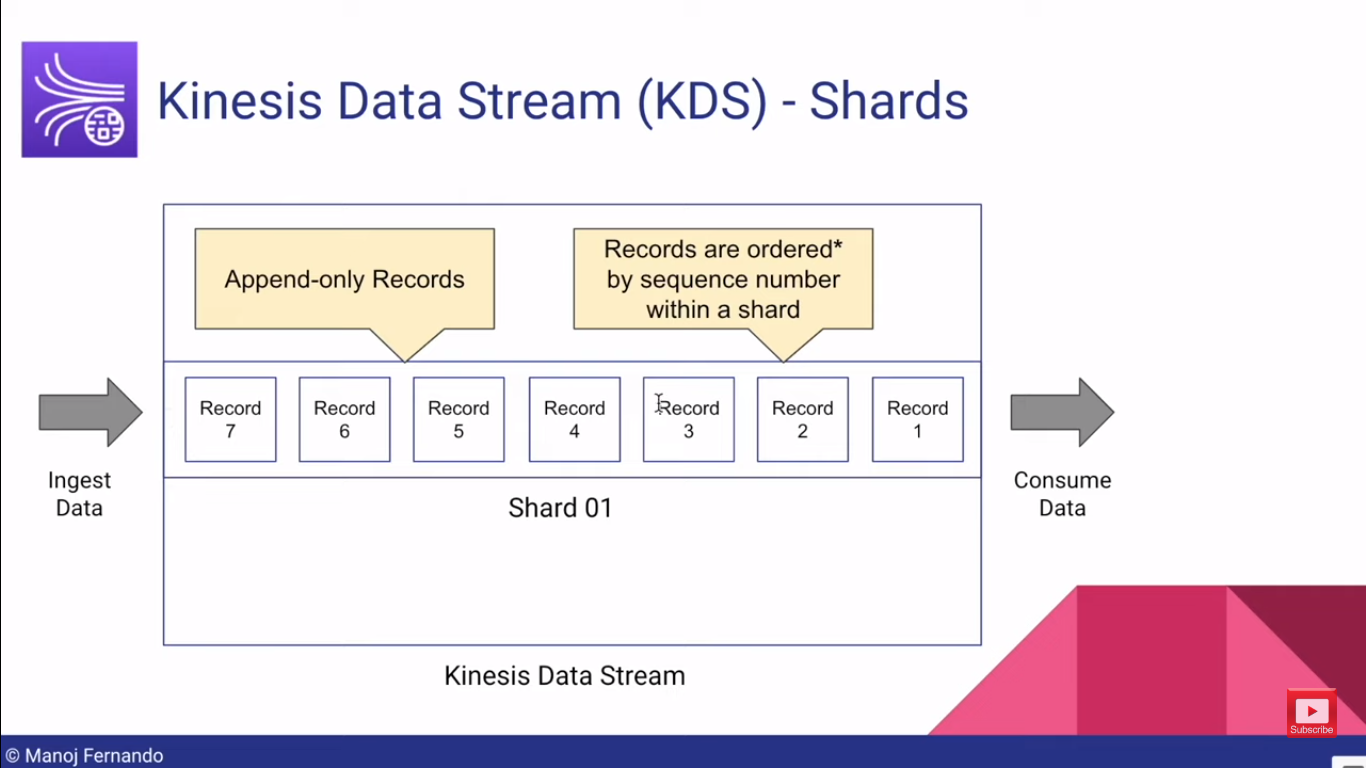 Kinesis Data Stream (KDS) - Shards
Append-only Records
Records are ordered*
by sequence number
within a shard
Ingest
Data
Record
7
Record
6
Record
5
Record
4
Record
3
Record
2
Record
1
Consume
Data
Shard 01
Kinesis Data Stream
Subscribe
© Manoj Fernando